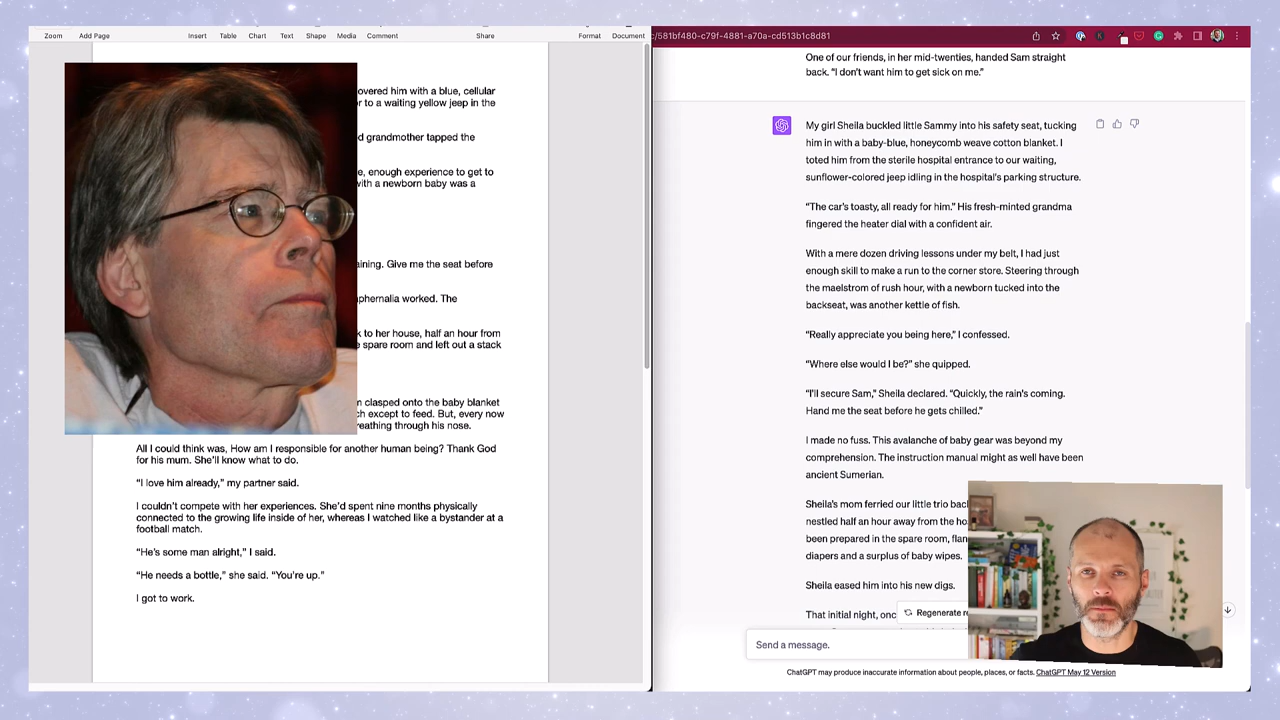 Zoom Add Page Insert Table Chart Text Shape Media Comment Share Format Document
overed him with a blue, cellular
r to a waiting yellow jeep in the
d grandmother tapped the
e, enough experience to get to
with a newborn baby was a
aining. Give me the seat before
phernalia worked. The
k to her house, half an hour from
e spare room and left out a stack
m clasped onto the baby blanket
ch except to feed. But, every now
reathing through his nose.
All I could think was, How am I responsible for another human being? Thank God
for his mum. She'll know what to do.
“I love him already,” my partner said.
I couldn't compete with her experiences. She'd spent nine months physically
connected to the growing life inside of her, whereas I watched like a bystander at a
football match.
“He's some man alright,” I said.
“He needs a bottle,” she said. “You're up.”
I got to work.
/581bf480-c79f-4881-a70a-cd513b1c8d81
One of our friends, in her mid-twenties, handed Sam straight
back. “I don't want him to get sick on me.”
My girl Sheila buckled little Sammy into his safety seat, tucking
him in with a baby-blue, honeycomb weave cotton blanket. I
toted him from the sterile hospital entrance to our waiting,
sunflower-colored jeep idling in the hospital's parking structure.
“The car's toasty, all ready for him.” His fresh-minted grandma
fingered the heater dial with a confident air.
With a mere dozen driving lessons under my belt, I had just
enough skill to make a run to the corner store. Steering through
the maelstrom of rush hour, with a newborn tucked into the
backseat, was another kettle of fish.
“Really appreciate you being here,” I confessed.
“Where else would I be?” she quipped.
“I'll secure Sam,” Sheila declared. “Quickly, the rain's coming.
Hand me the seat before he gets chilled.”
I made no fuss. This avalanche of baby gear was beyond my
comprehension. The instruction manual might as well have been
ancient Sumerian.
Sheila's mom ferried our little trio bac
nestled half an hour away from the ho
been prepared in the spare room, flan
diapers and a surplus of baby wipes.
Sheila eased him into his new digs.
That initial night, onc
Regenerate re
Send a message.
ChatGPT may produce inaccurate information about people, places, or facts. ChatGPT May 12 Version